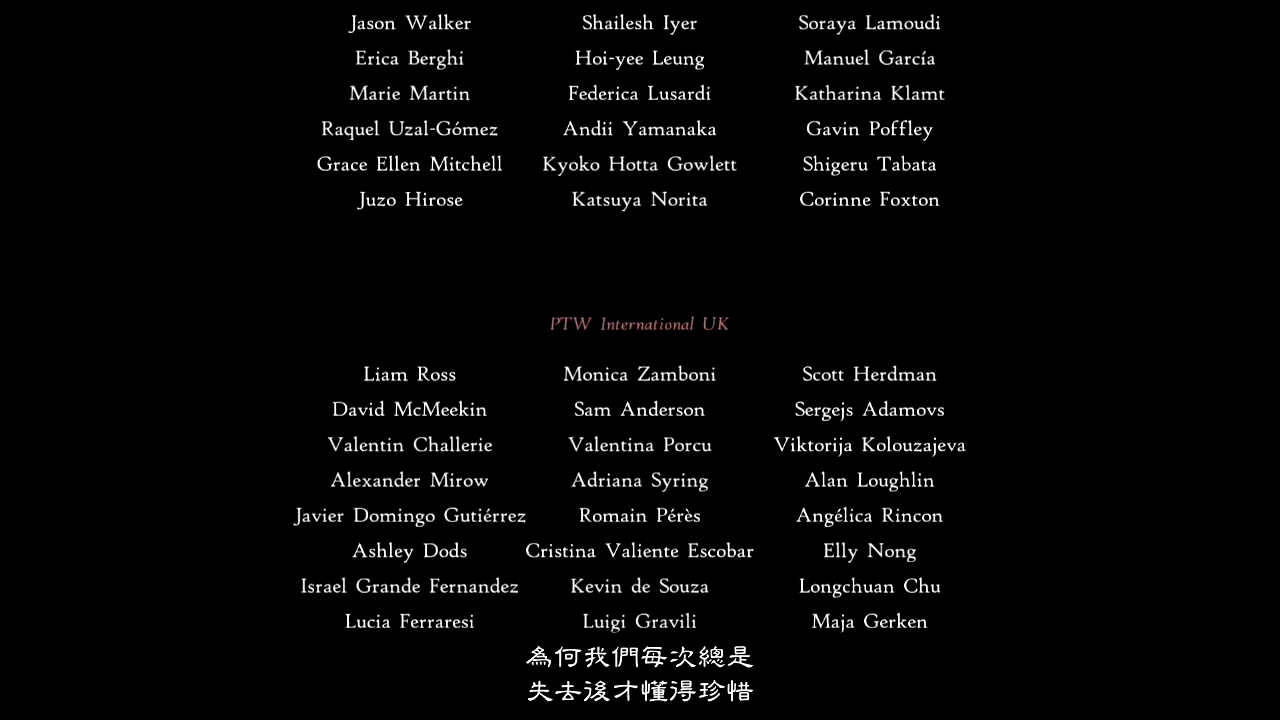 Jason Walker Shailesh Iyer Soraya Lamoudi
Erica Berghi Hoi-yee Leung Manuel García
Marie Martin Federica Lusardi Katharina Klamt
Raquel Uzal-Gómez Andii Yamanaka Gavin Poffley
Grace Ellen Mitchell Kyoko Hotta Gowlett Shigeru Tabata
Juzo Hirose Katsuya Norita Corinne Foxton
PTW International UK
Liam Ross Monica Zamboni Scott Herdman
David McMeekin Sam Anderson Sergejs Adamovs
Valentin Challerie Valentina Porcu Viktorija Kolouzajeva
Alexander Mirow Adriana Syring Alan Loughlin
Javier Domingo Gutiérrez Romain Pérès Angélica Rincon
Ashley Dods Cristina Valiente Escobar Elly Nong
Israel Grande Fernandez Kevin de Souza Longchuan Chu
Lucia Ferraresi Luigi Gravili Maja Gerken
為何我們每次總是
失去後才懂得珍惜